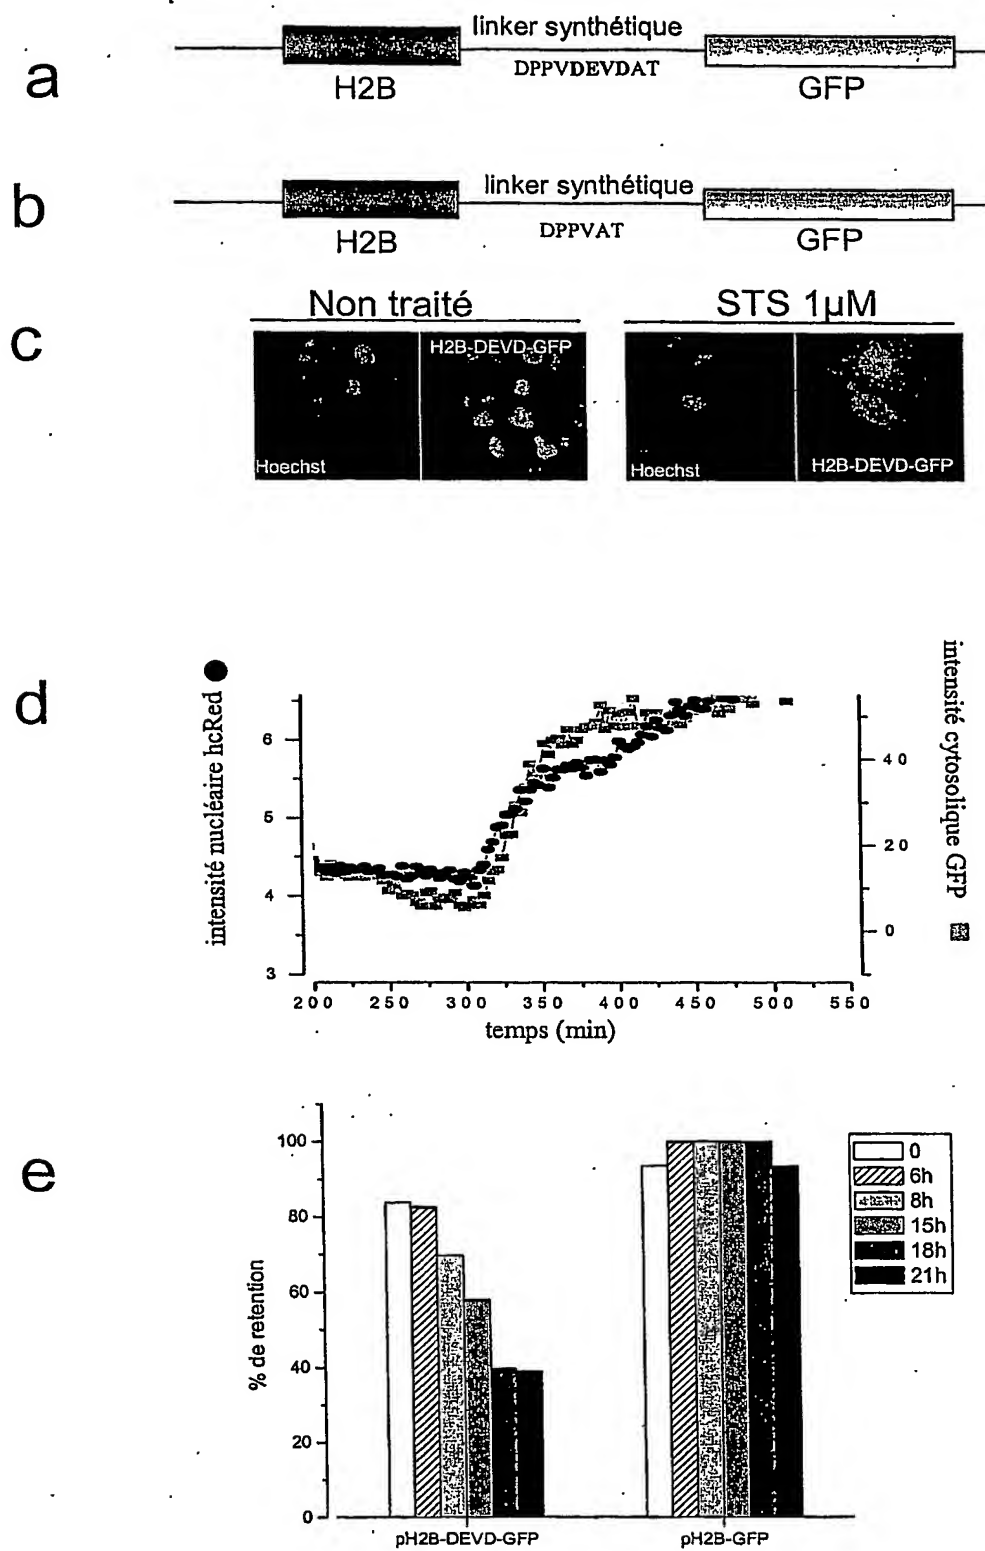 a
linker synthétique
DPPVDEVDAT
H2B
GFP
b
linker synthétique
DPPVAT
H2B
GFP
c
Non traité
STS 1µM
H2B-DEVD-GFP
Hoechst
Hoechst
H2B-DEVD-GFP
d
intensité nucléaire hcRed
6
5
4
3
intensité cytosolique GFP
40
20
0
200 250 300 350 400 450 500 550
temps (min)
e
% de retention
100
80
60
40
20
0
0
6h
8h
15h
18h
21h
pH2B-DEVD-GFP
pH2B-GFP